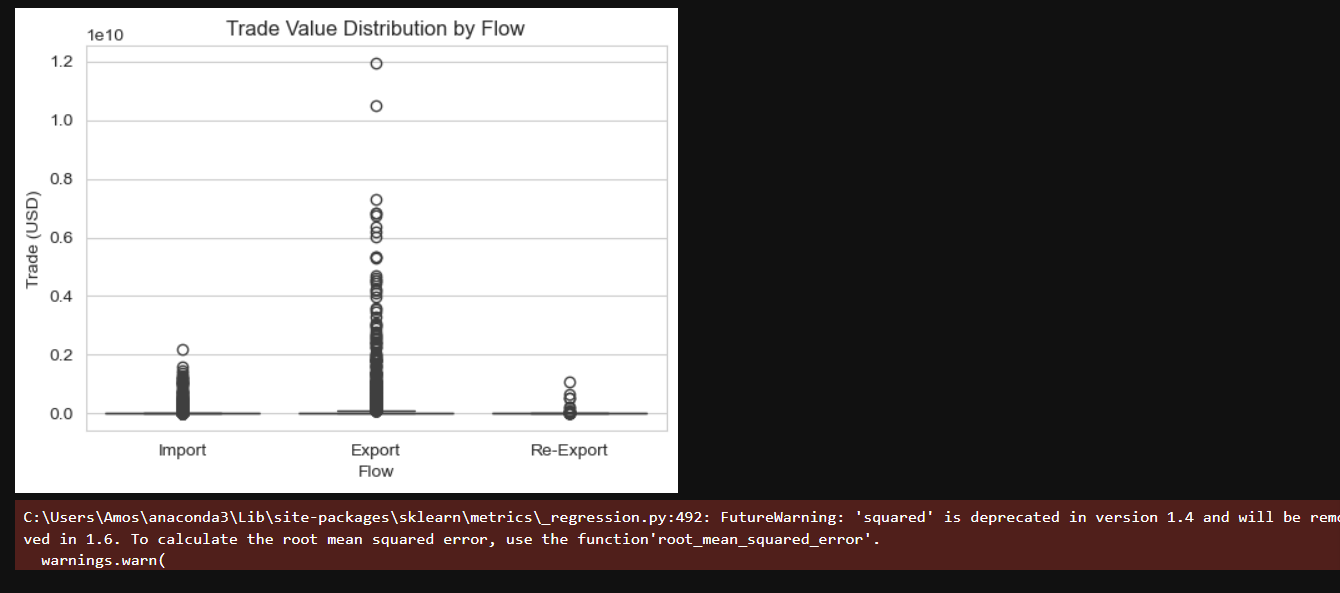 Trade Value Distribution by Flow
1e10
1.2
1.0
0.8
0.6
0.4
0.2
0.0
Trade (USD)
Import
Export
Re-Export
Flow
C:\Users\Amos\anaconda3\Lib\site-packages\sklearn\metrics\_regression.py:492: FutureWarning: 'squared' is deprecated in version 1.4 and will be remo
ved in 1.6. To calculate the root mean squared error, use the function'root_mean_squared_error'.
warnings.warn(